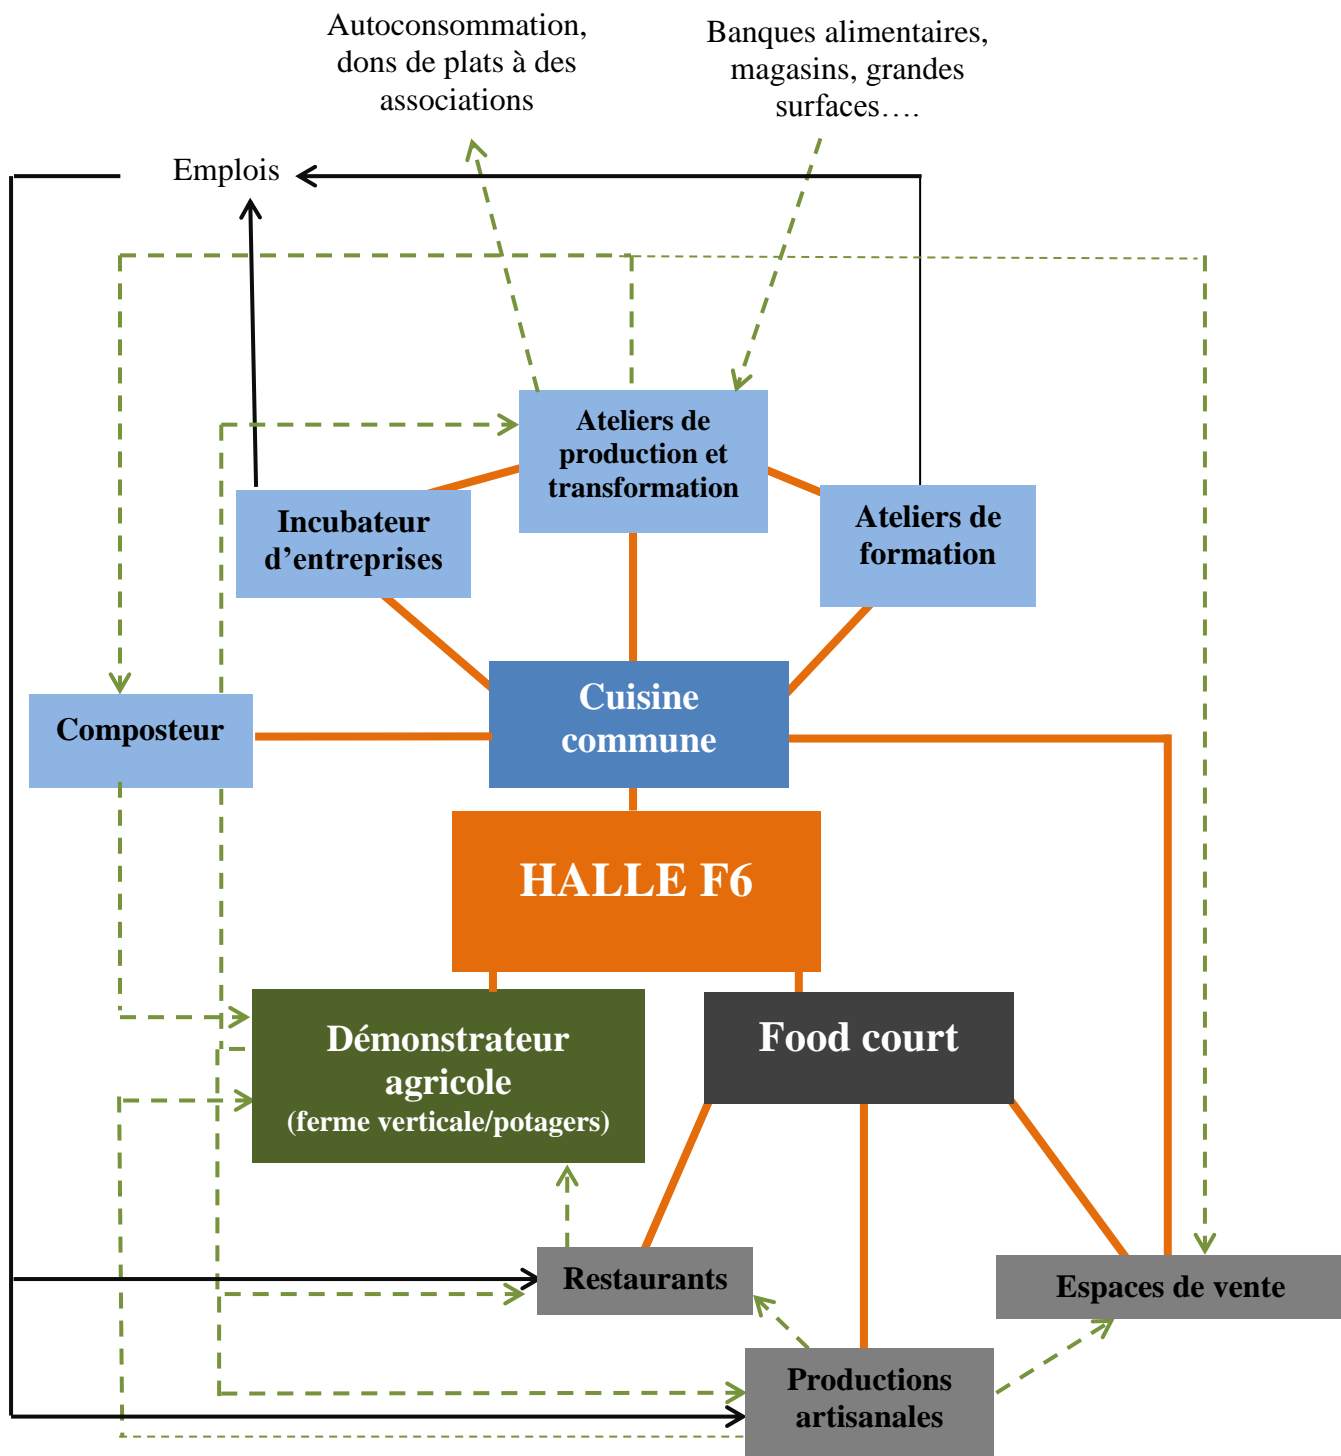 Autoconsommation,
dons de plats à des
associations
Banques alimentaires,
magasins, grandes
surfaces….
Emplois
Ateliers de
production et
transformation
Incubateur
d’entreprises
Ateliers de
formation
Composteur
Cuisine
commune
HALLE F6
Démonstrateur
agricole
(ferme verticale/potagers)
Food court
Restaurants
Espaces de vente
Productions
artisanales